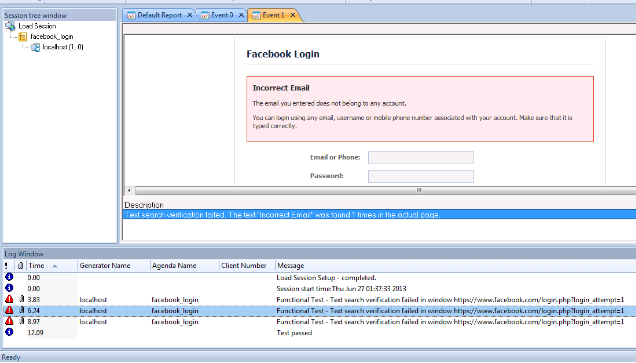 Session tree window
Load Session
facebook_login
localhost (1, 0)
Default Report
Event 0
Event 1
Facebook Login
Incorrect Email
The email you entered does not belong to any account.
You can login using any email, username or mobile phone number associated with your account. Make sure that it is
typed correctly.
Email or Phone:
Password:
Description
Text search verification failed. The text "Incorrect Email" was found 1 times in the actual page.
Log Window
! Time Generator Name Agenda Name Client Number Message
0.00 Load Session Setup - completed.
0.00 Session start time:Thu Jun 27 01:37:33 2013
3.83 localhost facebook_login Functional Test - Text search verification failed in window https://www.facebook.com/login.php?login_attempt=1
6.24 localhost facebook_login Functional Test - Text search verification failed in window https://www.facebook.com/login.php?login_attempt=1
8.97 localhost facebook_login Functional Test - Text search verification failed in window https://www.facebook.com/login.php?login_attempt=1
12.09 Test passed
Ready